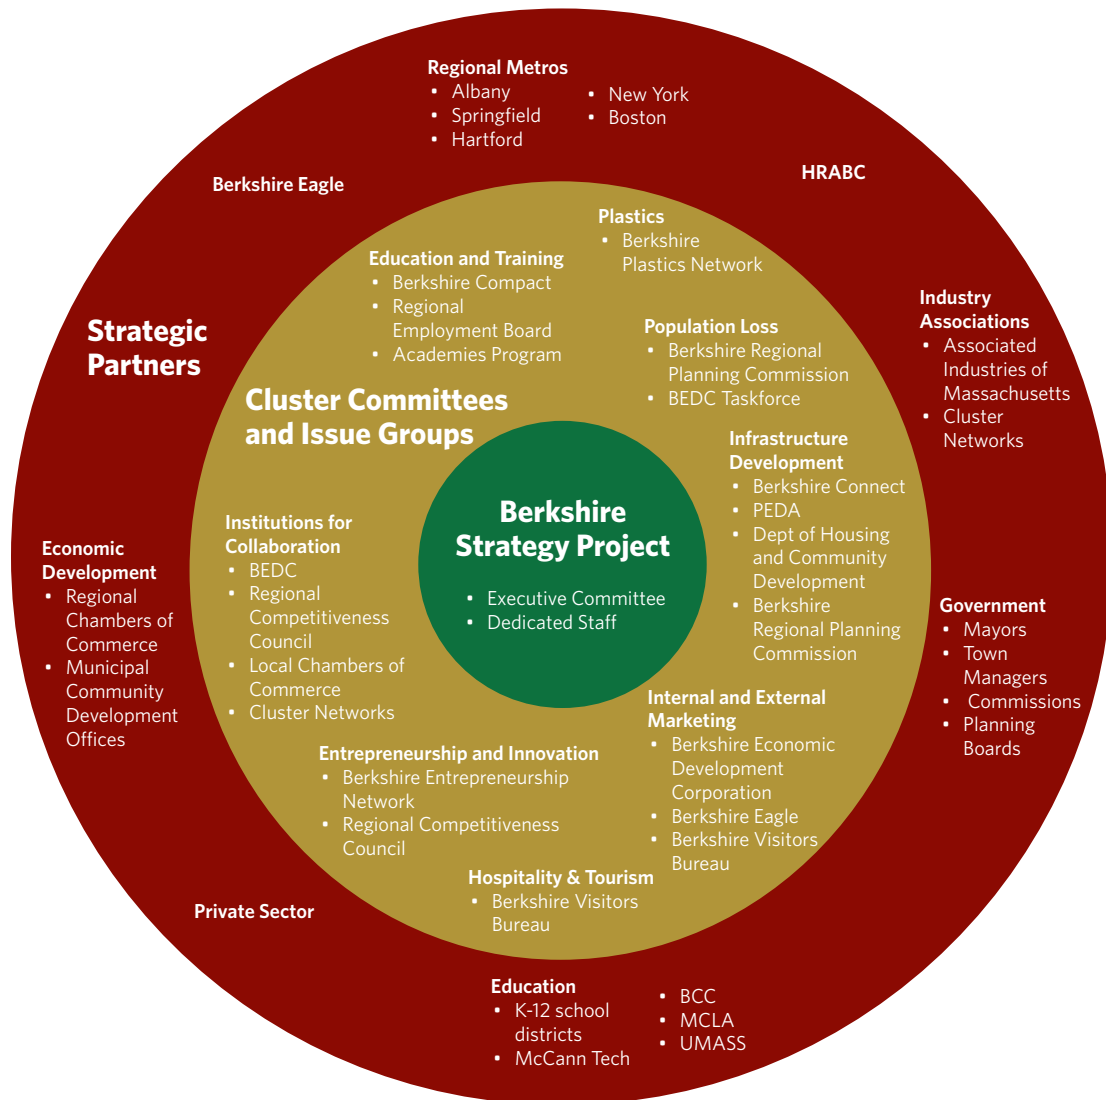 Regional Metros
• Albany
• Springfield
• Hartford
• New York
• Boston
Berkshire Eagle
HRABC
Strategic
Partners
Industry
Associations
• Associated
Industries of
Massachusetts
• Cluster
Networks
Economic
Development
• Regional
Chambers of
Commerce
• Municipal
Community
Development
Offices
Government
• Mayors
• Town
Managers
• Commissions
• Planning
Boards
Private Sector
Education
• K-12 school
districts
• McCann Tech
• BCC
• MCLA
• UMASS
Cluster Committees
and Issue Groups
Plastics
• Berkshire
Plastics Network
Education and Training
• Berkshire Compact
• Regional
Employment Board
• Academies Program
Population Loss
• Berkshire Regional
Planning Commission
• BEDC Taskforce
Infrastructure
Development
• Berkshire Connect
• PEDA
• Dept of Housing
and Community
Development
• Berkshire
Regional Planning
Commission
Institutions for
Collaboration
• BEDC
• Regional
Competitiveness
Council
• Local Chambers of
Commerce
• Cluster Networks
Internal and External
Marketing
• Berkshire Economic
Development
Corporation
• Berkshire Eagle
• Berkshire Visitors
Bureau
Entrepreneurship and Innovation
• Berkshire Entrepreneurship
Network
• Regional Competitiveness
Council
Hospitality & Tourism
• Berkshire Visitors
Bureau
Berkshire
Strategy Project
• Executive Committee
• Dedicated Staff